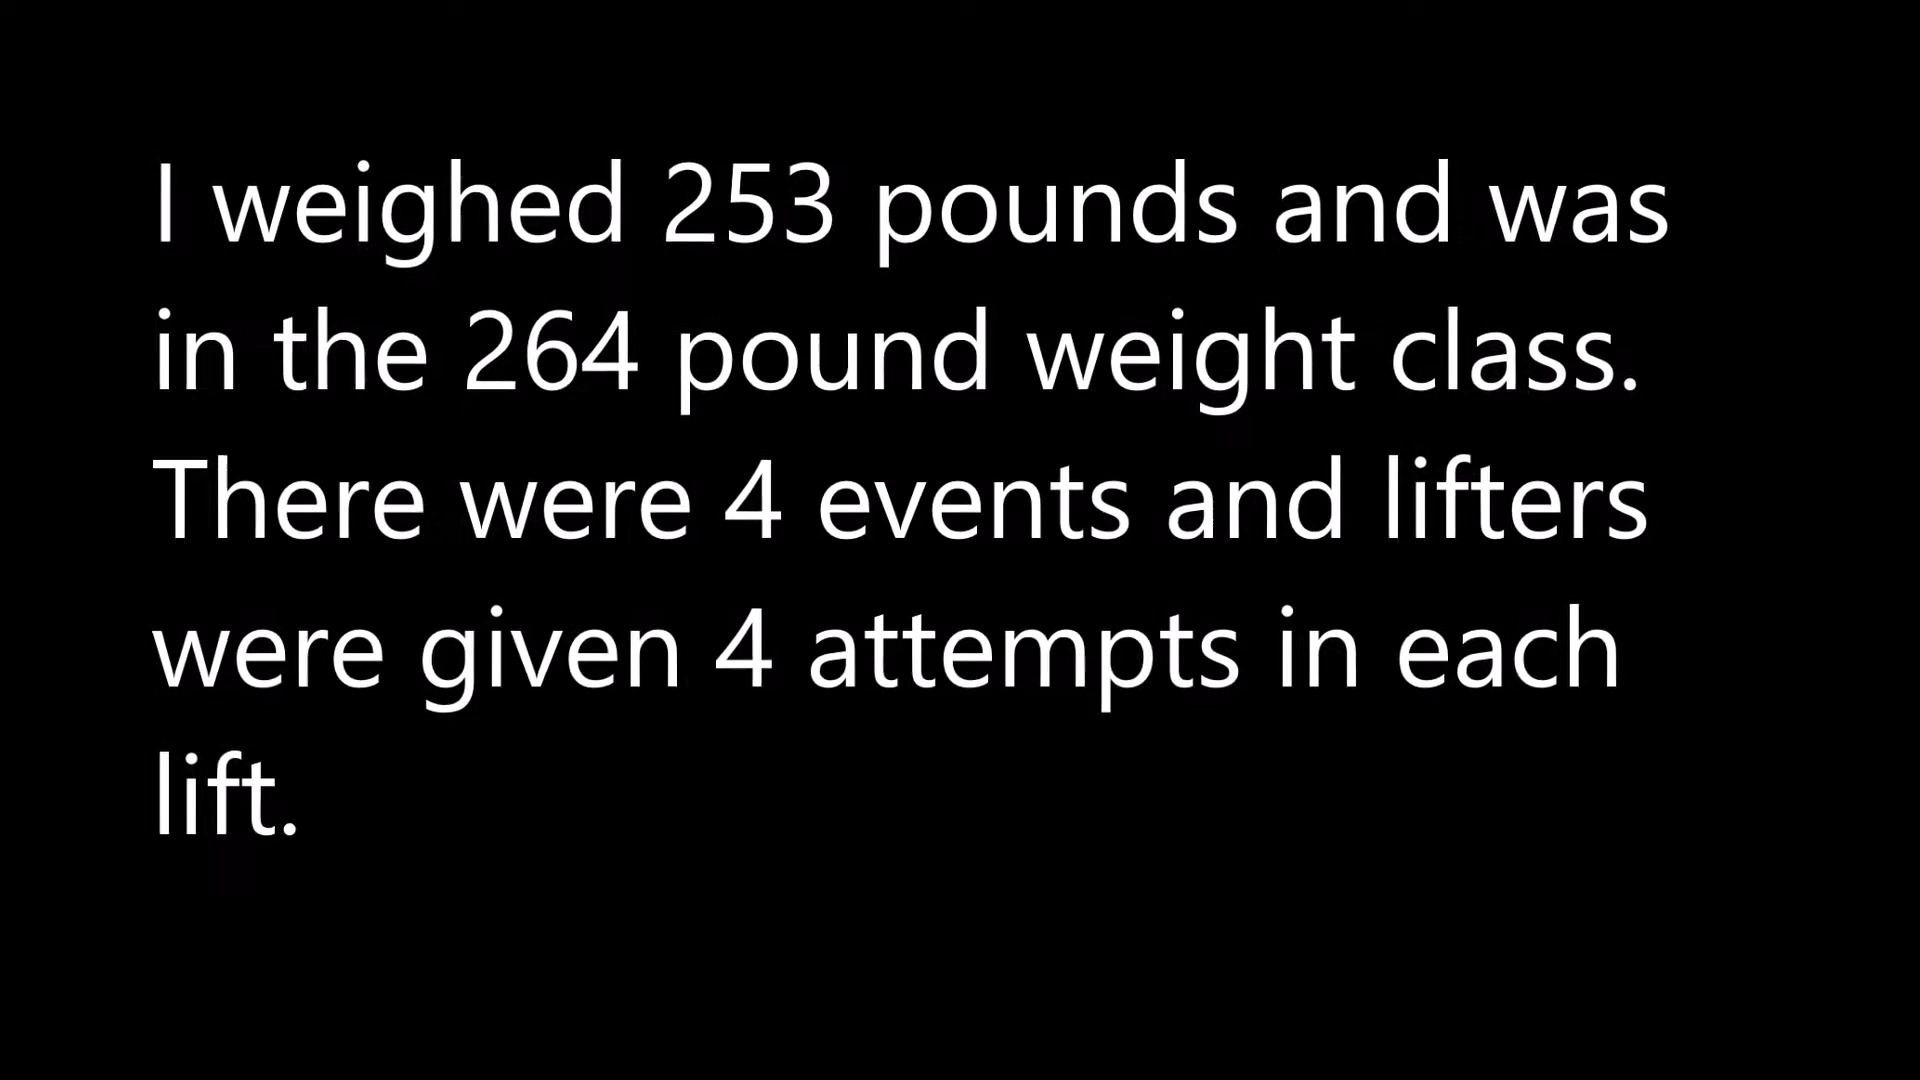 I weighed 253 pounds and was
in the 264 pound weight class.
There were 4 events and lifters
were given 4 attempts in each
lift.